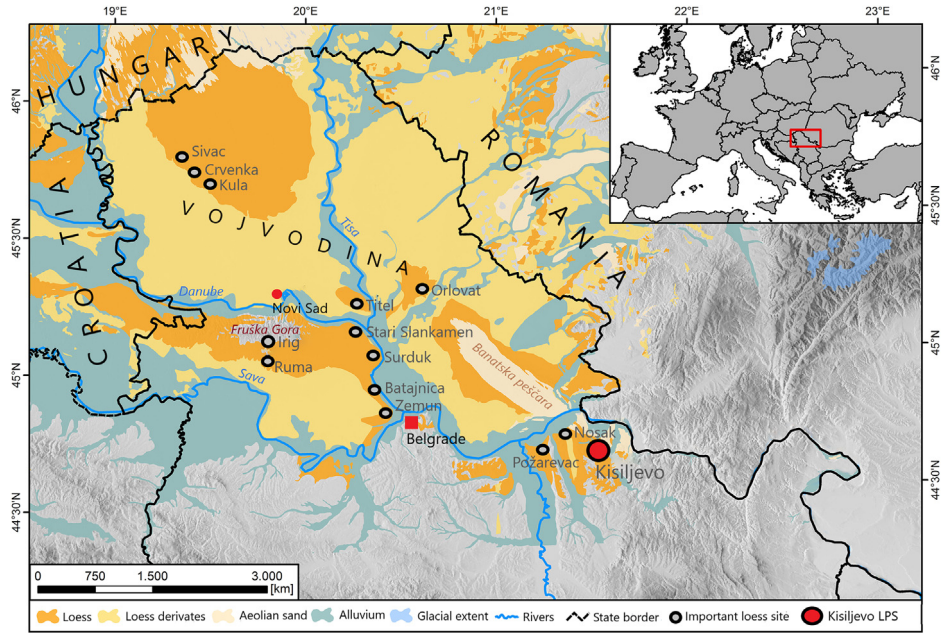 19° 20° 21° 22° 23°
46°N
45°30'N
45°N
44°30'N
46°N
45°30'N
45°N
44°30'N
HUNGARY
CROATIA
ROMANIA
VOJVODINA
Sivac
Crvenka
Kula
Tisa
Danube
Novi Sad
Titel
Orlovat
Fruška Gora
Irig
Stari Slankamen
Ruma
Surduk
Sava
Banatska peščara
Batajnica
Zemun
Belgrade
Nosak
Požarevac
Kisiljevo
0 750 1.500 3.000
[km]
Loess Loess derivates Aeolian sand Alluvium Glacial extent Rivers State border Important loess site Kisiljevo LPS